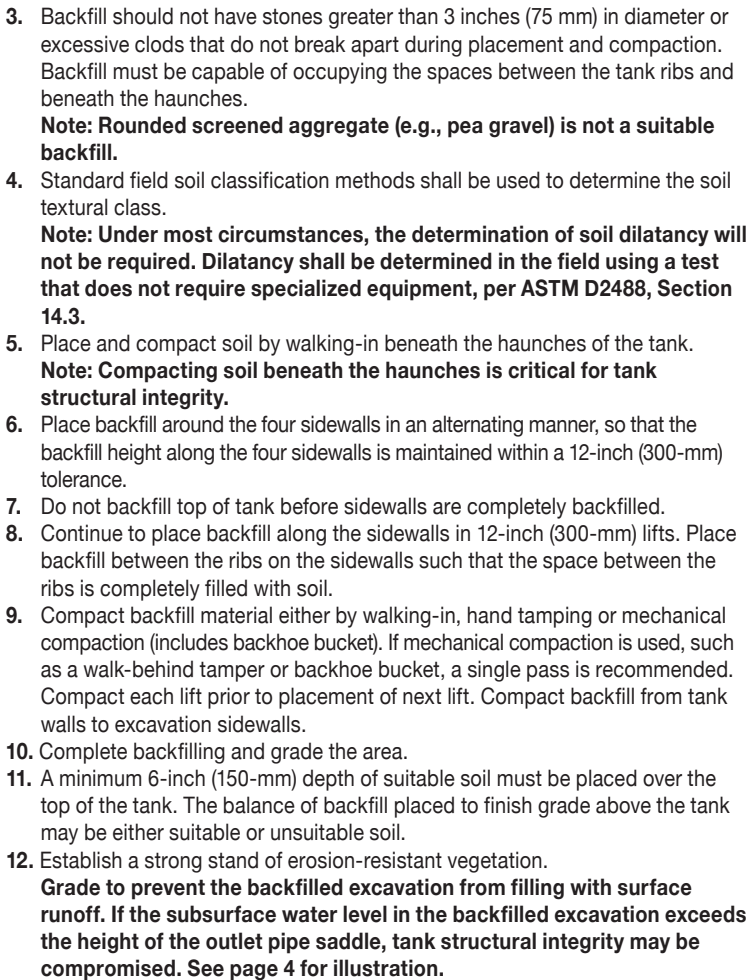 3. Backfill should not have stones greater than 3 inches (75 mm) in diameter or
excessive clods that do not break apart during placement and compaction.
Backfill must be capable of occupying the spaces between the tank ribs and
beneath the haunches.
Note: Rounded screened aggregate (e.g., pea gravel) is not a suitable
backfill.
4. Standard field soil classification methods shall be used to determine the soil
textural class.
Note: Under most circumstances, the determination of soil dilatancy will
not be required. Dilatancy shall be determined in the field using a test
that does not require specialized equipment, per ASTM D2488, Section
14.3.
5. Place and compact soil by walking-in beneath the haunches of the tank.
Note: Compacting soil beneath the haunches is critical for tank
structural integrity.
6. Place backfill around the four sidewalls in an alternating manner, so that the
backfill height along the four sidewalls is maintained within a 12-inch (300-mm)
tolerance.
7. Do not backfill top of tank before sidewalls are completely backfilled.
8. Continue to place backfill along the sidewalls in 12-inch (300-mm) lifts. Place
backfill between the ribs on the sidewalls such that the space between the
ribs is completely filled with soil.
9. Compact backfill material either by walking-in, hand tamping or mechanical
compaction (includes backhoe bucket). If mechanical compaction is used, such
as a walk-behind tamper or backhoe bucket, a single pass is recommended.
Compact each lift prior to placement of next lift. Compact backfill from tank
walls to excavation sidewalls.
10. Complete backfilling and grade the area.
11. A minimum 6-inch (150-mm) depth of suitable soil must be placed over the
top of the tank. The balance of backfill placed to finish grade above the tank
may be either suitable or unsuitable soil.
12. Establish a strong stand of erosion-resistant vegetation.
Grade to prevent the backfilled excavation from filling with surface
runoff. If the subsurface water level in the backfilled excavation exceeds
the height of the outlet pipe saddle, tank structural integrity may be
compromised. See page 4 for illustration.